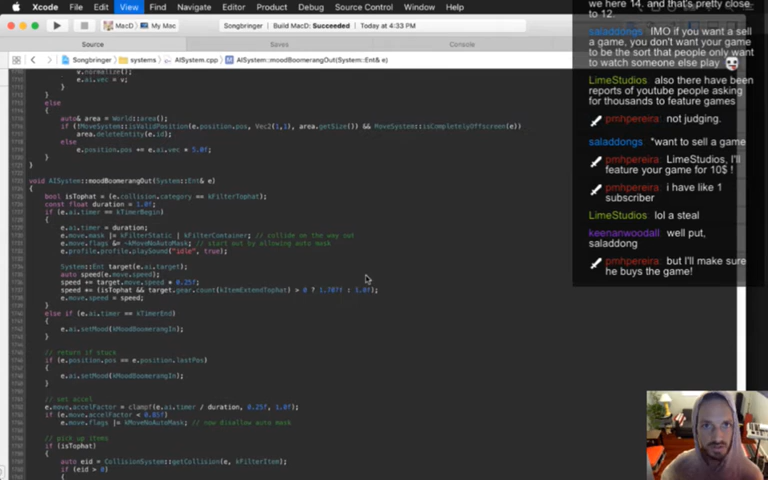 Xcode File Edit View Find Navigate Editor Product Debug Source Control Window Help
MacD My Mac
Songbringer Build MacD: Succeeded Today at 4:33 PM
Source Saves Console
Songbringer systems AISystem.cpp AISystem::moodBoomerangOut(System::Ent& e)
v.normalize();
e.ai.vec = v;
}
}
else
{
auto& area = World::area();
if (!MoveSystem::isValidPosition(e.position.pos, Vec2(1,1), area.getSize()) && MoveSystem::isCompletelyOffscreen(e))
area.deleteEntity(e.id);
else
e.position.pos += e.ai.vec * 5.0f;
}
}
void AISystem::moodBoomerangOut(System::Ent& e)
{
bool isTophat = (e.collision.category == kFilterTophat);
const float duration = 1.0f;
if (e.ai.timer == kTimerBegin)
{
e.ai.timer = duration;
e.move.mask |= kFilterStatic | kFilterContainer; // collide on the way out
e.move.flags &= ~kMoveNoAutoMask; // start out by allowing auto mask
e.profile.profile.playSound("idle", true);
System::Ent target(e.ai.target);
auto speed(e.move.speed);
speed += target.move.speed * 0.25f;
speed *= (isTophat && target.gear.count(kItemExtendTophat) > 0 ? 1.707f : 1.0f);
e.move.speed = speed;
}
else if (e.ai.timer == kTimerEnd)
{
e.ai.setMood(kMoodBoomerangIn);
}
// return if stuck
if (e.position.pos == e.position.lastPos)
{
e.ai.setMood(kMoodBoomerangIn);
}
// set accel
e.move.accelFactor = clampf(e.ai.timer / duration, 0.25f, 1.0f);
if (e.move.accelFactor < 0.85f)
e.move.flags |= kMoveNoAutoMask; // now disallow auto mask
// pick up items
if (isTophat)
{
auto eid = CollisionSystem::getCollision(e, kFilterItem);
if (eid > 0)
{
we here 14. and that's pretty close
to 12.
saladdongs: IMO if you want a sell
a game, you don't want your game
to be the sort that people only want
to watch someone else play
LimeStudios: also there have been
reports of youtube people asking
for thousands to feature games
pmhpereira: not judging.
saladdongs: *want to sell a game
pmhpereira: LimeStudios, I'll
feature your game for 10$ !
pmhpereira: i have like 1
subscriber
LimeStudios: lol a steal
keenanwoodall: well put,
saladdong
pmhpereira: but I'll make sure
he buys the game!